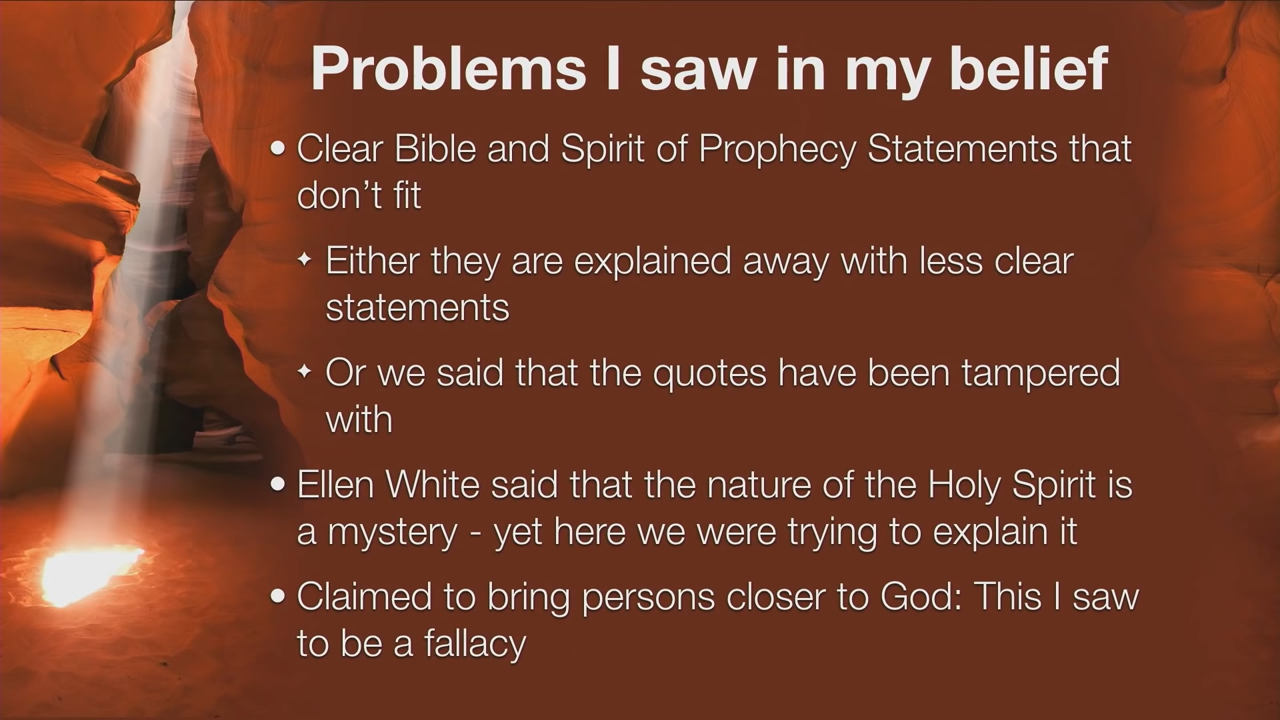 Problems I saw in my belief
• Clear Bible and Spirit of Prophecy Statements that
don’t fit
✦ Either they are explained away with less clear
statements
✦ Or we said that the quotes have been tampered
with
• Ellen White said that the nature of the Holy Spirit is
a mystery - yet here we were trying to explain it
• Claimed to bring persons closer to God: This I saw
to be a fallacy